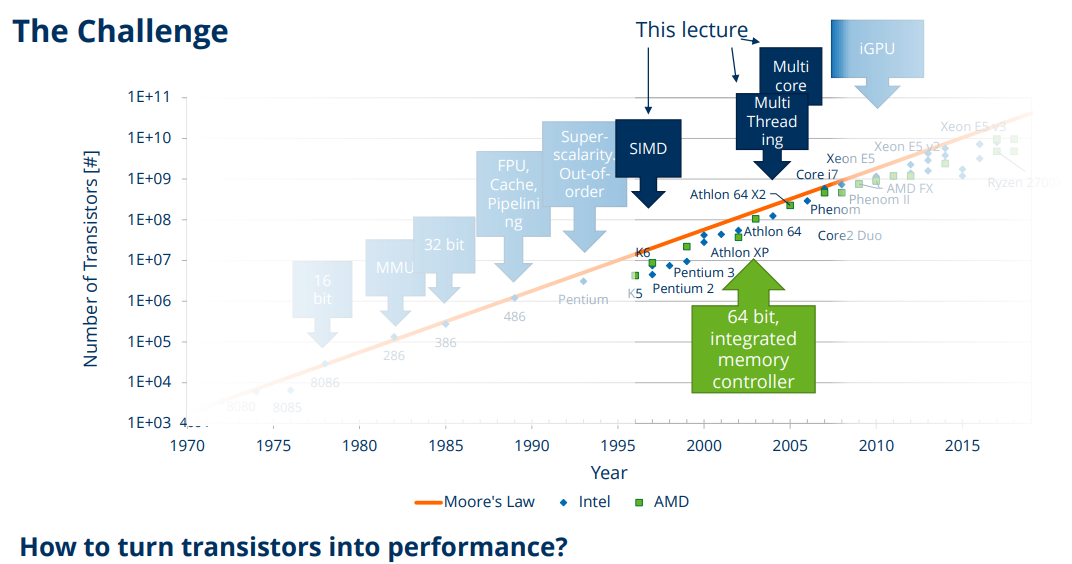 The Challenge
This lecture
iGPU
Multi
core
Multi
Thread
ing
SIMD
Super-
scalarity.
Out-of-
order
FPU,
Cache,
Pipelini
ng
32 bit
MMU
16
bit
Number of Transistors [#]
1E+11
1E+10
1E+09
1E+08
1E+07
1E+06
1E+05
1E+04
1E+03
Xeon E5 v3
Xeon E5 v2
Xeon E5
Core i7
Ryzen 2700
AMD FX
Athlon 64 X2
Phenom II
Phenom
Athlon 64
Core2 Duo
K6
Athlon XP
Pentium 3
Pentium 2
K5
Pentium
486
386
286
8086
8080
8085
64 bit,
integrated
memory
controller
1970
1975
1980
1985
1990
1995
2000
2005
2010
2015
Year
Moore's Law
Intel
AMD
How to turn transistors into performance?